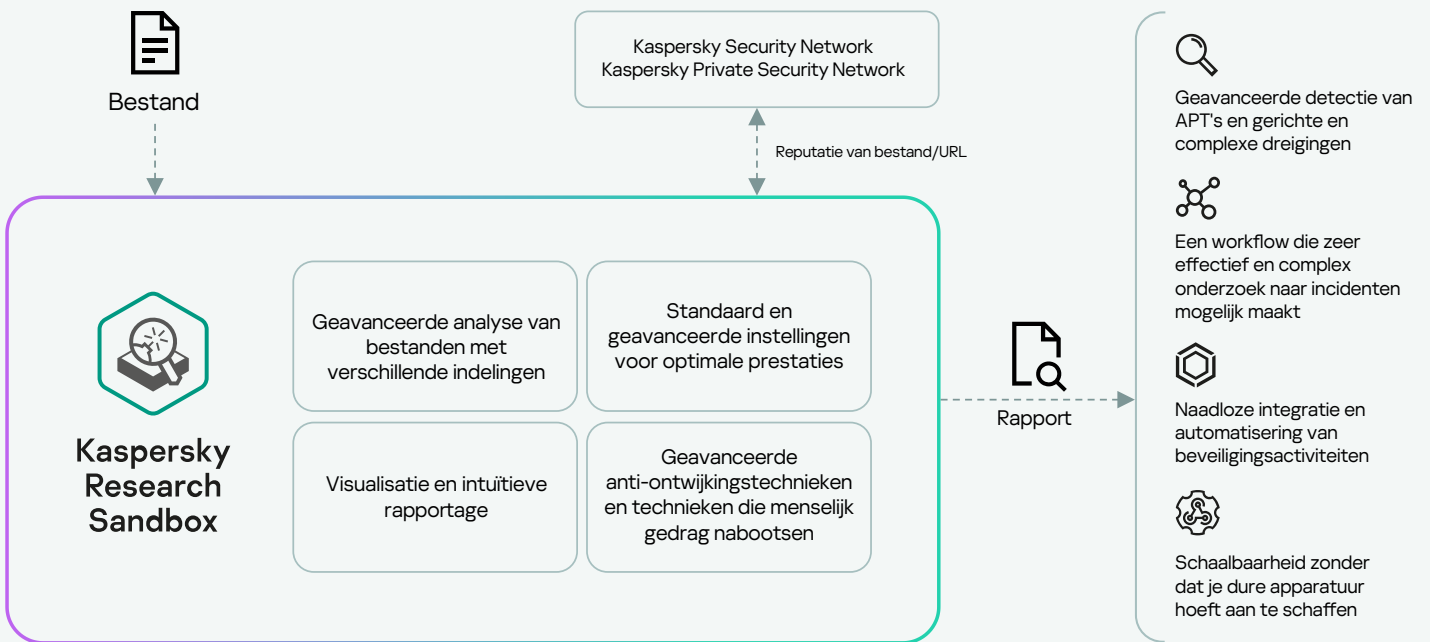 Bestand
Kaspersky Security Network
Kaspersky Private Security Network
Reputatie van bestand/URL
Kaspersky
Research
Sandbox
Geavanceerde analyse van
bestanden met
verschillende indelingen
Standaard en
geavanceerde instellingen
voor optimale prestaties
Visualisatie en intuïtieve
rapportage
Geavanceerde
anti-ontwijkingstechnieken
en technieken die menselijk
gedrag nabootsen
Rapport
Geavanceerde detectie van
APT's en gerichte en
complexe dreigingen
Een workflow die zeer
effectief en complex
onderzoek naar incidenten
mogelijk maakt
Naadloze integratie en
automatisering van
beveiligingsactiviteiten
Schaalbaarheid zonder
dat je dure apparatuur
hoeft aan te schaffen